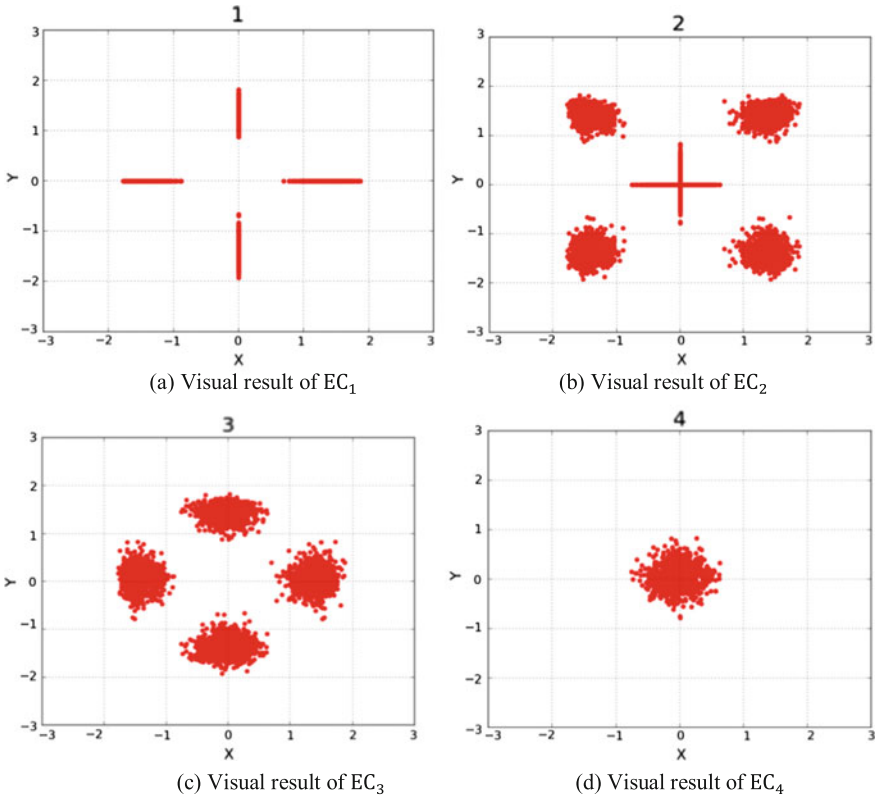 1
3
2
1
0
−1
−2
−3
Y
−3 −2 −1 0 1 2 3
X
(a) Visual result of EC₁
2
3
2
1
0
−1
−2
−3
Y
−3 −2 −1 0 1 2 3
X
(b) Visual result of EC₂
3
3
2
1
0
−1
−2
−3
Y
−3 −2 −1 0 1 2 3
X
(c) Visual result of EC₃
4
3
2
1
0
−1
−2
−3
Y
−3 −2 −1 0 1 2 3
X
(d) Visual result of EC₄